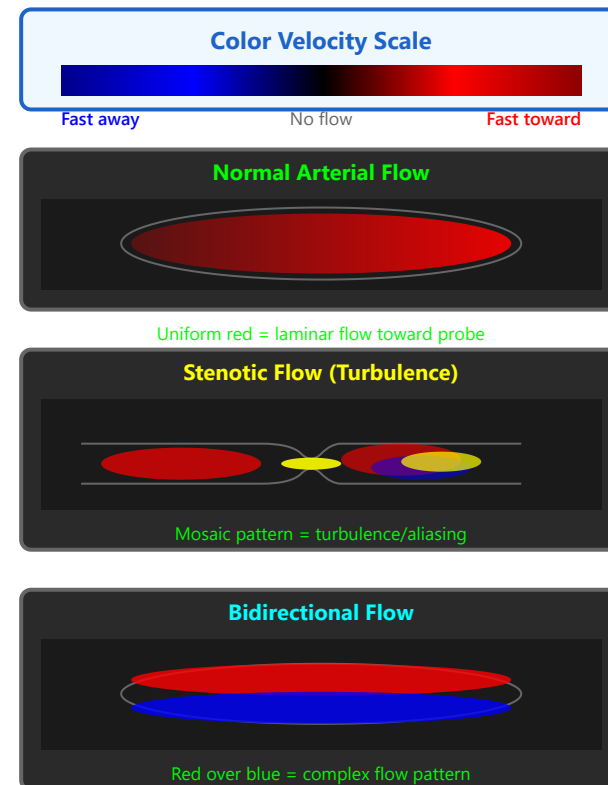 Color Velocity Scale
Fast away No flow Fast toward
Normal Arterial Flow
Uniform red = laminar flow toward probe
Stenotic Flow (Turbulence)
Mosaic pattern = turbulence/aliasing
Bidirectional Flow
Red over blue = complex flow pattern